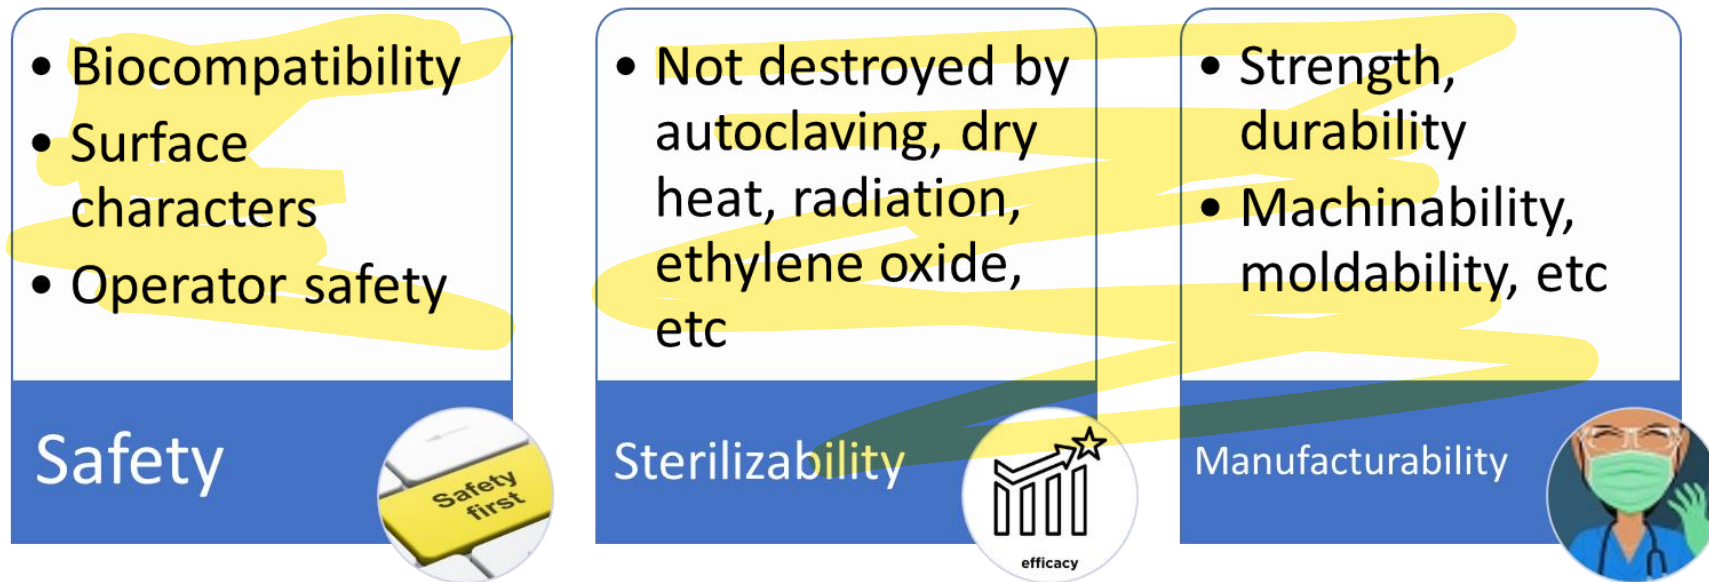 • Biocompatibility
• Surface
characters
• Operator safety
Safety
Safety
first
• Not destroyed by
autoclaving, dry
heat, radiation,
ethylene oxide,
etc
Sterilizability
efficacy
• Strength,
durability
• Machinability,
moldability, etc
Manufacturability